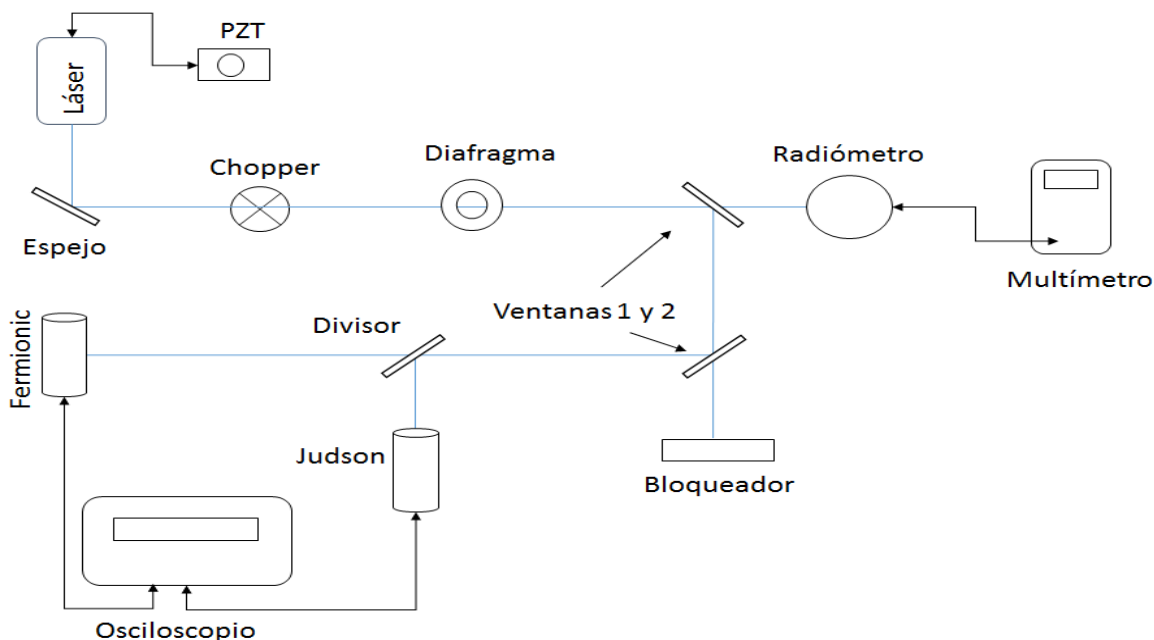 PZT
Láser
Chopper
Diafragma
Radiómetro
Espejo
Multímetro
Ventanas 1 y 2
Divisor
Fermionic
Judson
Bloqueador
Osciloscopio